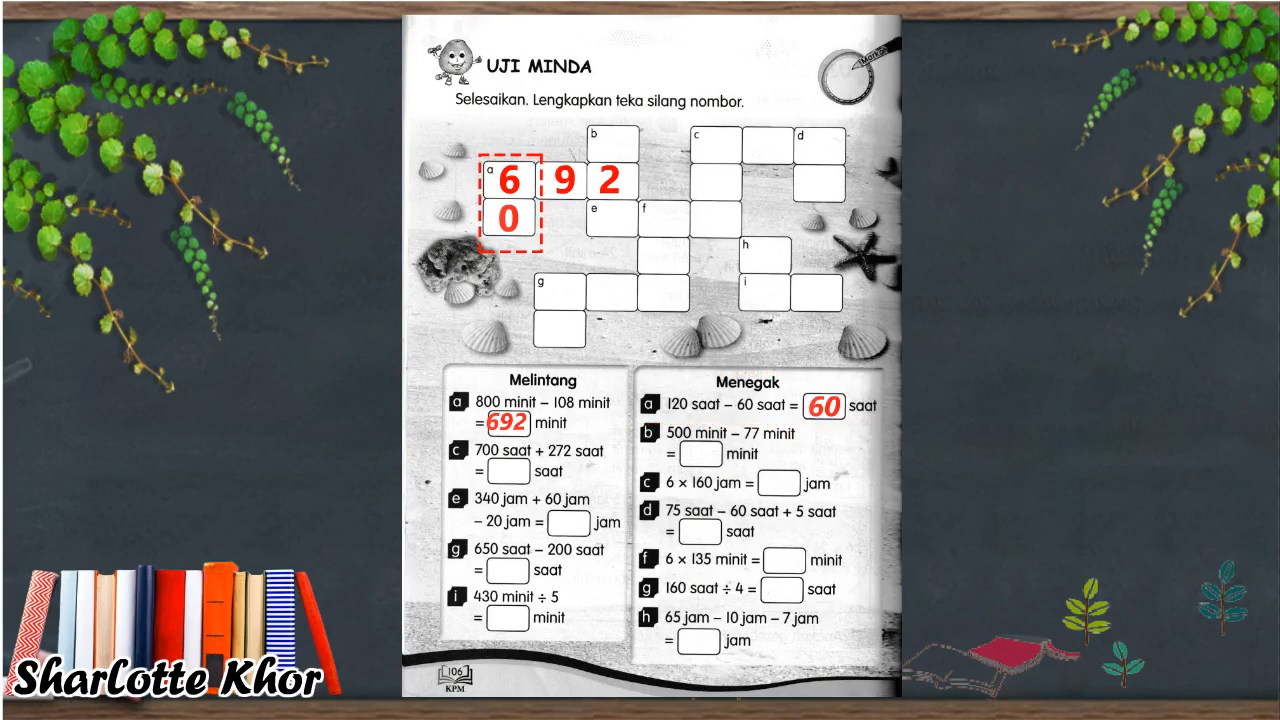 UJI MINDA
Markah
Selesaikan. Lengkapkan teka silang nombor.
b c d
a 6 9 2
0 e f
h
g i
Melintang
a 800 minit – 108 minit
= 692 minit
c 700 saat + 272 saat
= saat
e 340 jam + 60 jam
– 20 jam = jam
g 650 saat – 200 saat
= saat
i 430 minit ÷ 5
= minit
Menegak
a 120 saat – 60 saat = 60 saat
b 500 minit – 77 minit
= minit
c 6 × 160 jam = jam
d 75 saat – 60 saat + 5 saat
= saat
f 6 × 135 minit = minit
g 160 saat ÷ 4 = saat
h 65 jam – 10 jam – 7 jam
= jam
106
KPM
Sharlotte Khor